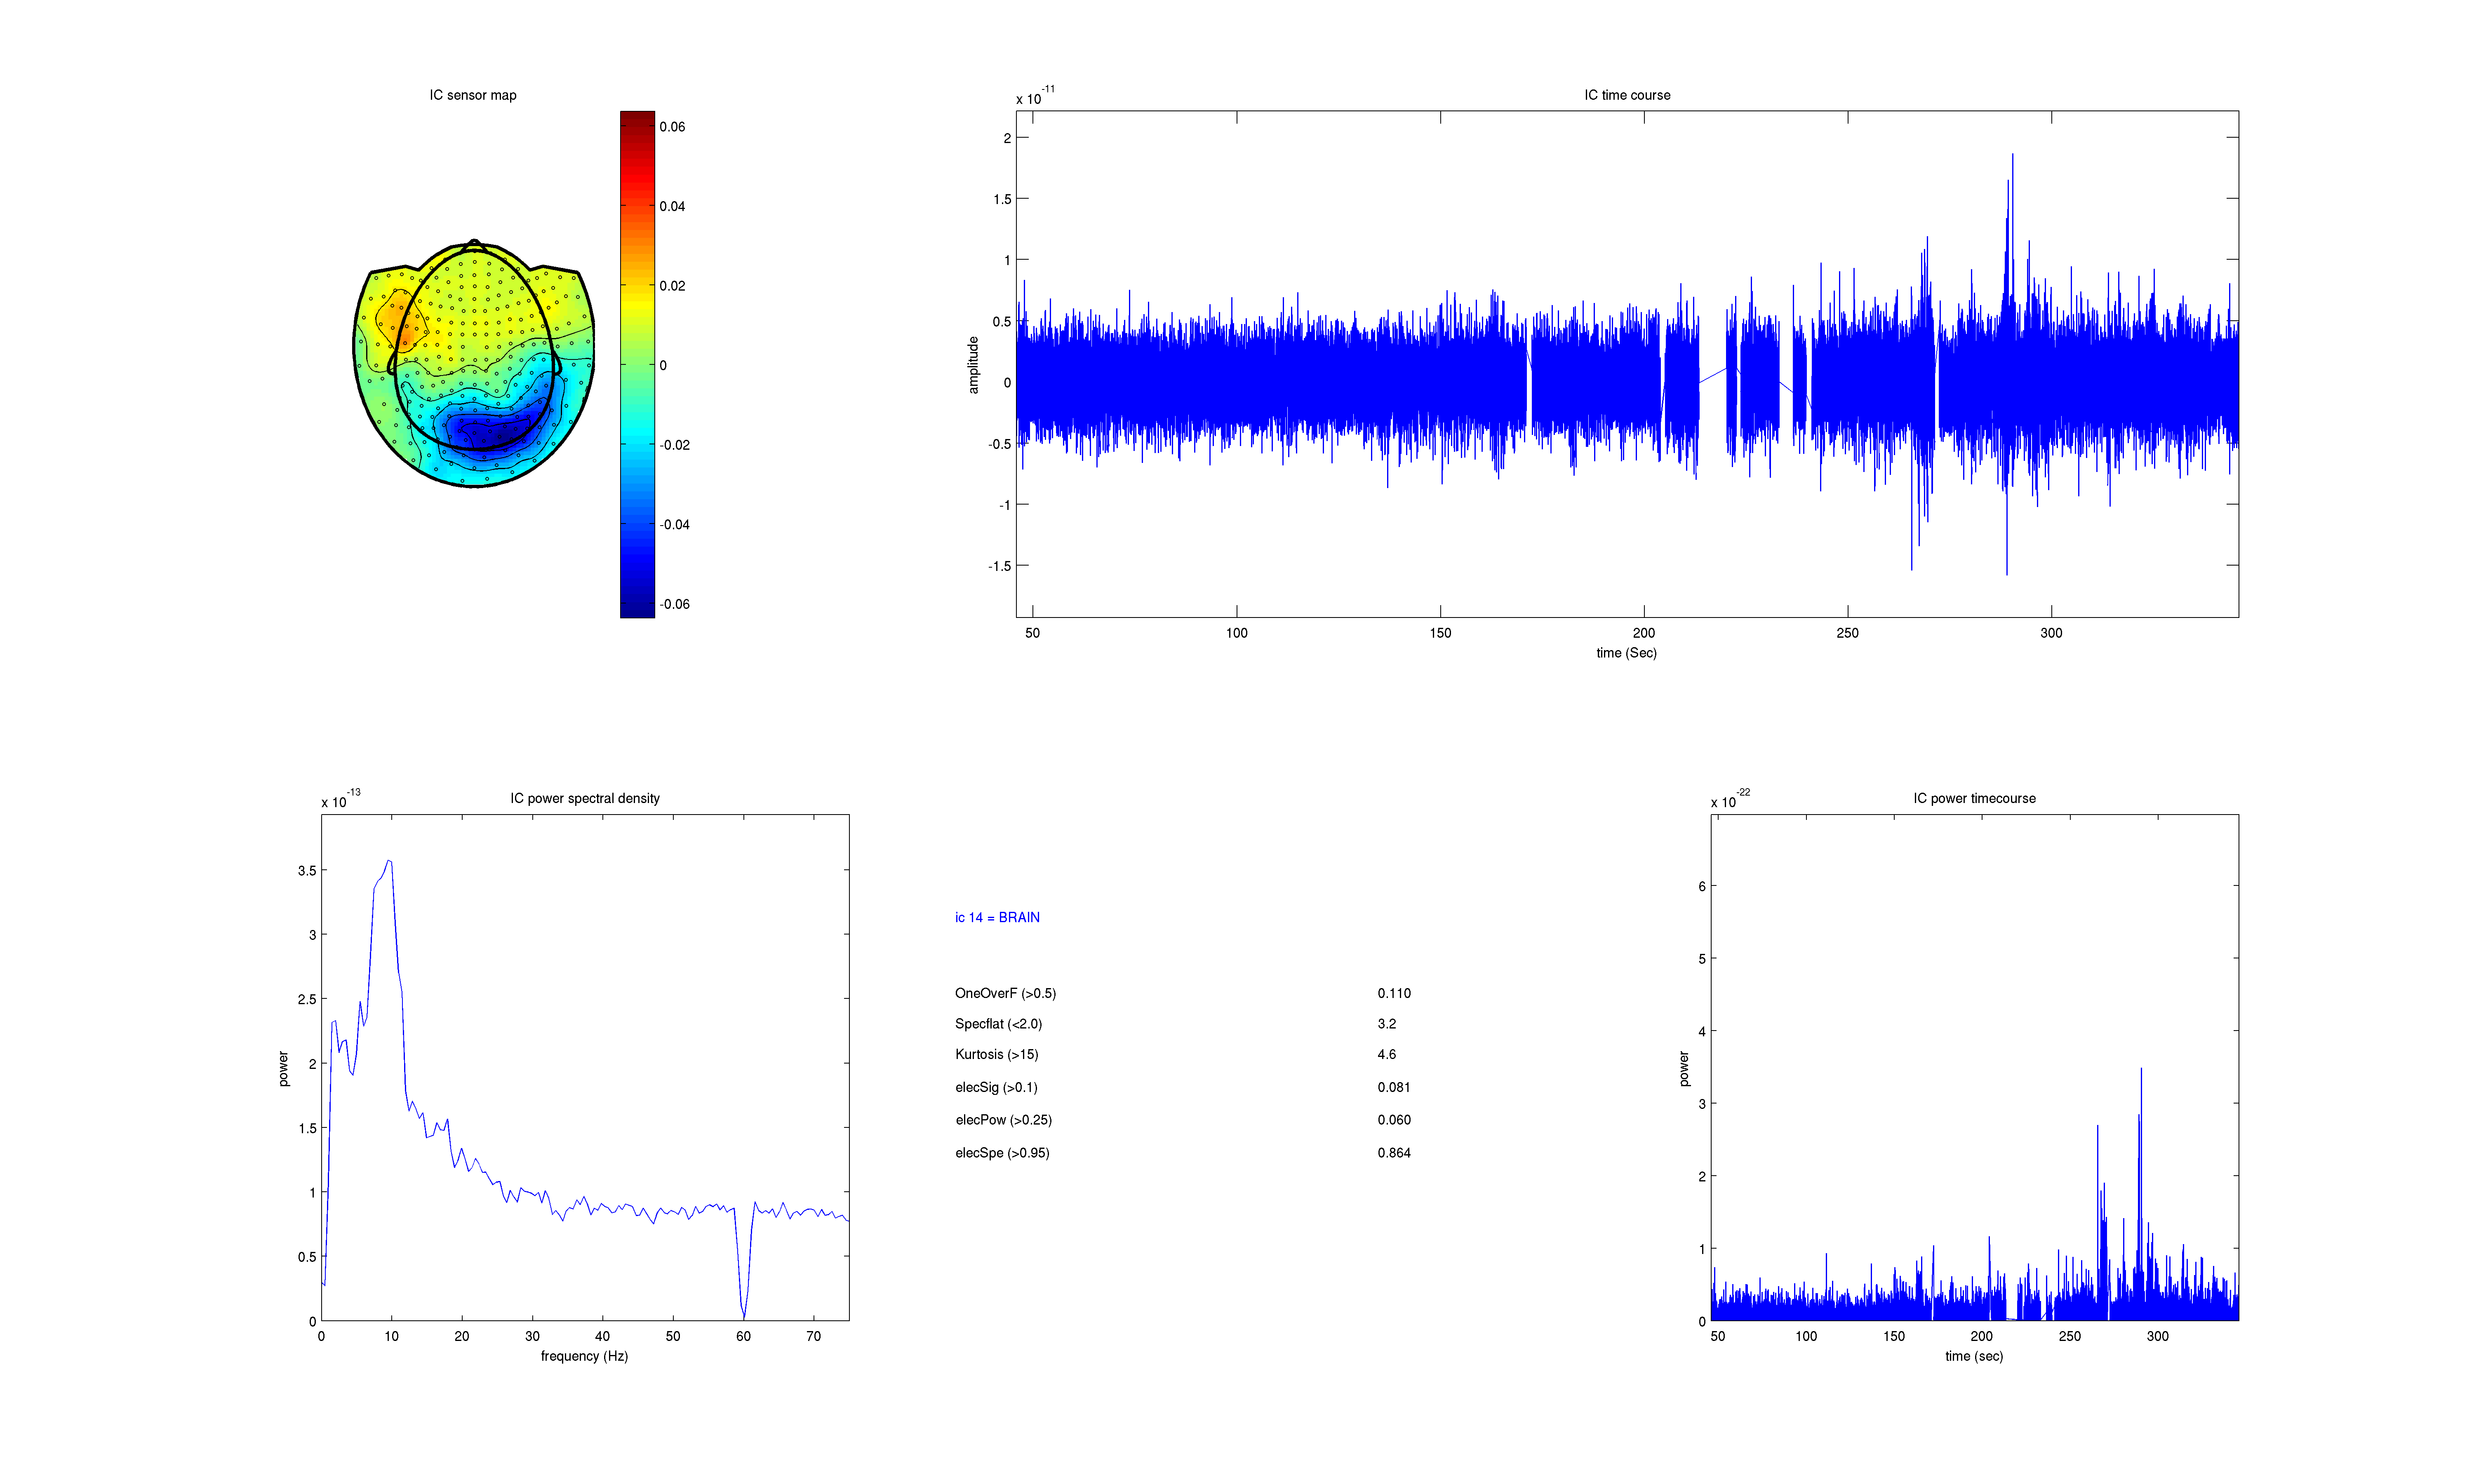 IC sensor map
0.06
0.04
0.02
0
-0.02
-0.04
-0.06
IC time course
x 10-11
2
1.5
1
0.5
0
-0.5
-1
-1.5
amplitude
50 100 150 200 250 300
time (Sec)
IC power spectral density
x 10-13
3.5
3
2.5
2
1.5
1
0.5
0
power
0 10 20 30 40 50 60 70
frequency (Hz)
ic 14 = BRAIN
OneOverF (>0.5) 0.110
Specflat (<2.0) 3.2
Kurtosis (>15) 4.6
elecSig (>0.1) 0.081
elecPow (>0.25) 0.060
elecSpe (>0.95) 0.864
IC power timecourse
x 10-22
6
5
4
3
2
1
0
power
50 100 150 200 250 300
time (sec)